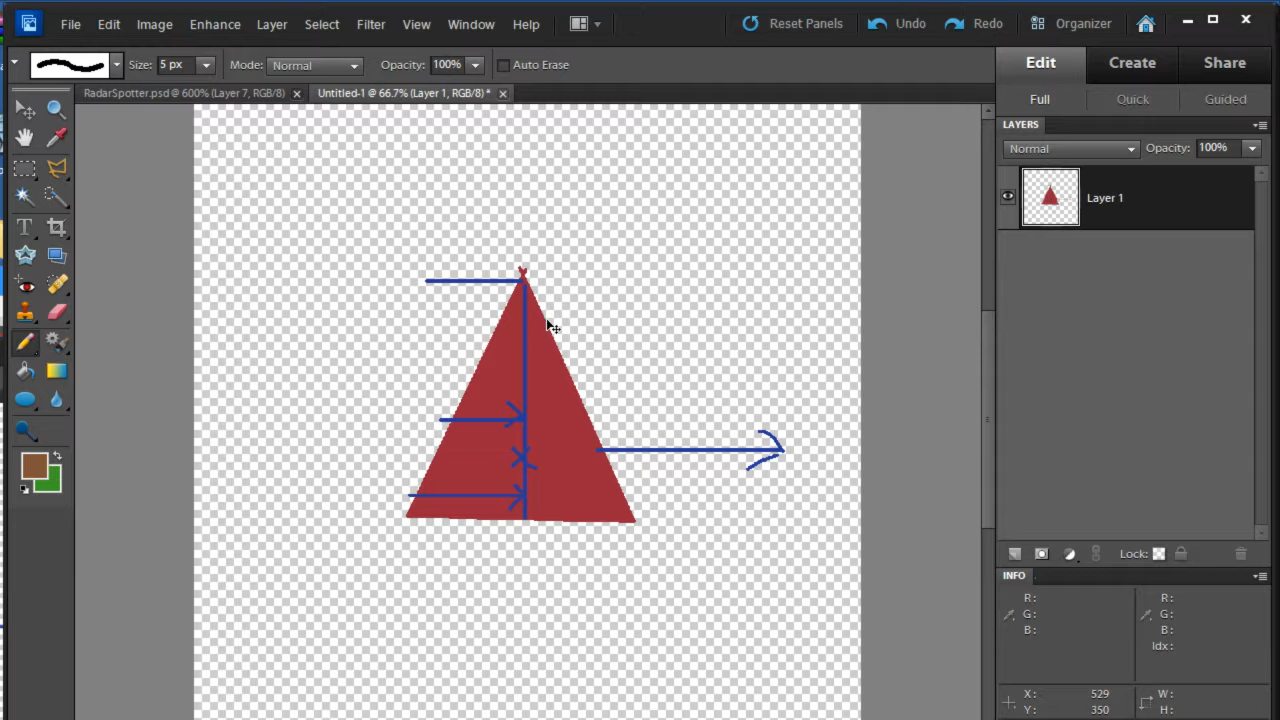 File Edit Image Enhance Layer Select Filter View Window Help Reset Panels Undo Redo Organizer
Size: 5 px Mode: Normal Opacity: 100% Auto Erase
Edit Create Share
RadarSpotter.psd @ 600% (Layer 7, RGB/8) Untitled-1 @ 66.7% (Layer 1, RGB/8) *
Full Quick Guided
LAYERS
Normal Opacity: 100%
Layer 1
Lock:
INFO
R: R:
G: G:
B: B:
Idx:
X: 529 W:
Y: 350 H: